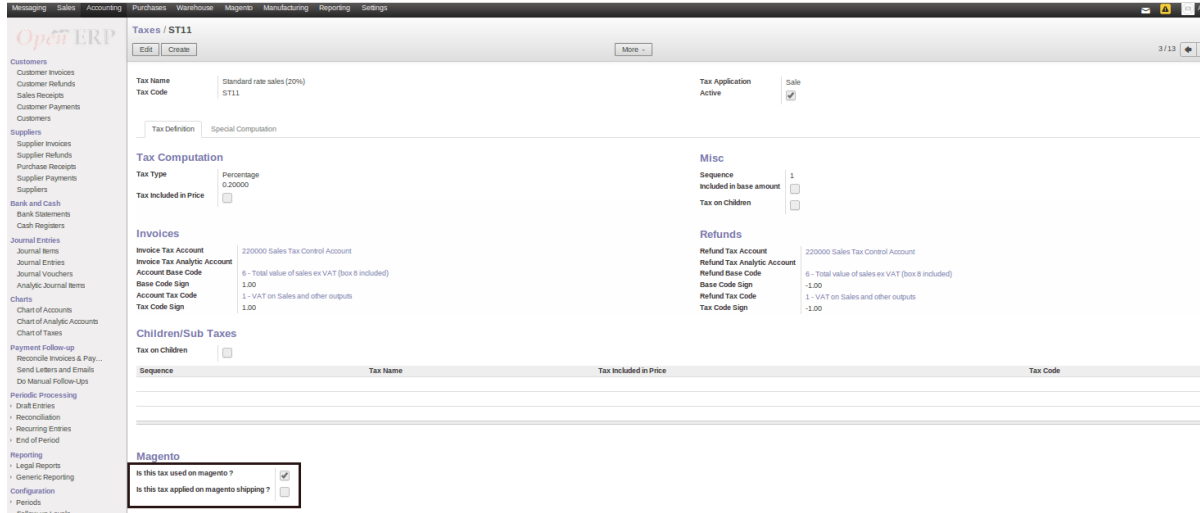 Messaging Sales Accounting Purchases Warehouse Magento Manufacturing Reporting Settings
Open ERP
Taxes / ST11
Edit Create More
3 / 13
Customers
Customer Invoices
Customer Refunds
Sales Receipts
Customer Payments
Customers
Suppliers
Supplier Invoices
Supplier Refunds
Purchase Receipts
Supplier Payments
Suppliers
Bank and Cash
Bank Statements
Cash Registers
Journal Entries
Journal Items
Journal Entries
Journal Vouchers
Analytic Journal Items
Charts
Chart of Accounts
Chart of Analytic Accounts
Chart of Taxes
Payment Follow-up
Reconcile Invoices & Pay...
Send Letters and Emails
Do Manual Follow-Ups
Periodic Processing
Draft Entries
Reconciliation
Recurring Entries
End of Period
Reporting
Legal Reports
Generic Reporting
Configuration
Periods
Tax Name Standard rate sales (20%)
Tax Code ST11
Tax Application Sale
Active
Tax Definition Special Computation
Tax Computation
Tax Type Percentage
0.20000
Tax Included in Price
Misc
Sequence 1
Included in base amount
Tax on Children
Invoices
Invoice Tax Account 220000 Sales Tax Control Account
Invoice Tax Analytic Account
Account Base Code 6 - Total value of sales ex VAT (box 8 included)
Base Code Sign 1.00
Account Tax Code 1 - VAT on Sales and other outputs
Tax Code Sign 1.00
Refunds
Refund Tax Account 220000 Sales Tax Control Account
Refund Tax Analytic Account
Refund Base Code 6 - Total value of sales ex VAT (box 8 included)
Base Code Sign -1.00
Refund Tax Code 1 - VAT on Sales and other outputs
Tax Code Sign -1.00
Children/Sub Taxes
Tax on Children
Sequence Tax Name Tax Included in Price Tax Code
Magento
Is this tax used on magento ?
Is this tax applied on magento shipping ?